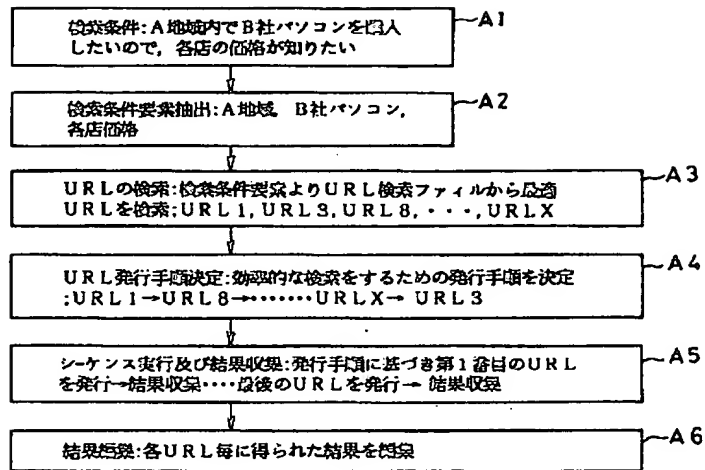 検索条件:A地域内でB社パソコンを購入 A1
したいので,各店の価格が知りたい
検索条件要素抽出:A地域,B社パソコン, A2
各店価格
URLの検索:検索条件要素よりURL検索ファイルから最適 A3
URLを検索;URL1,URL3,URL8,・・・,URLX
URL発行手順決定:効率的な検索をするための発行手順を決定 A4
;URL1→URL8→・・・・・・・URLX→URL3
シーケンス実行及び結果収集:発行手順に基づき第1番目のURL A5
を発行→結果収集・・・・最後のURLを発行→結果収集
結果編集:各URL毎に得られた結果を編集 A6